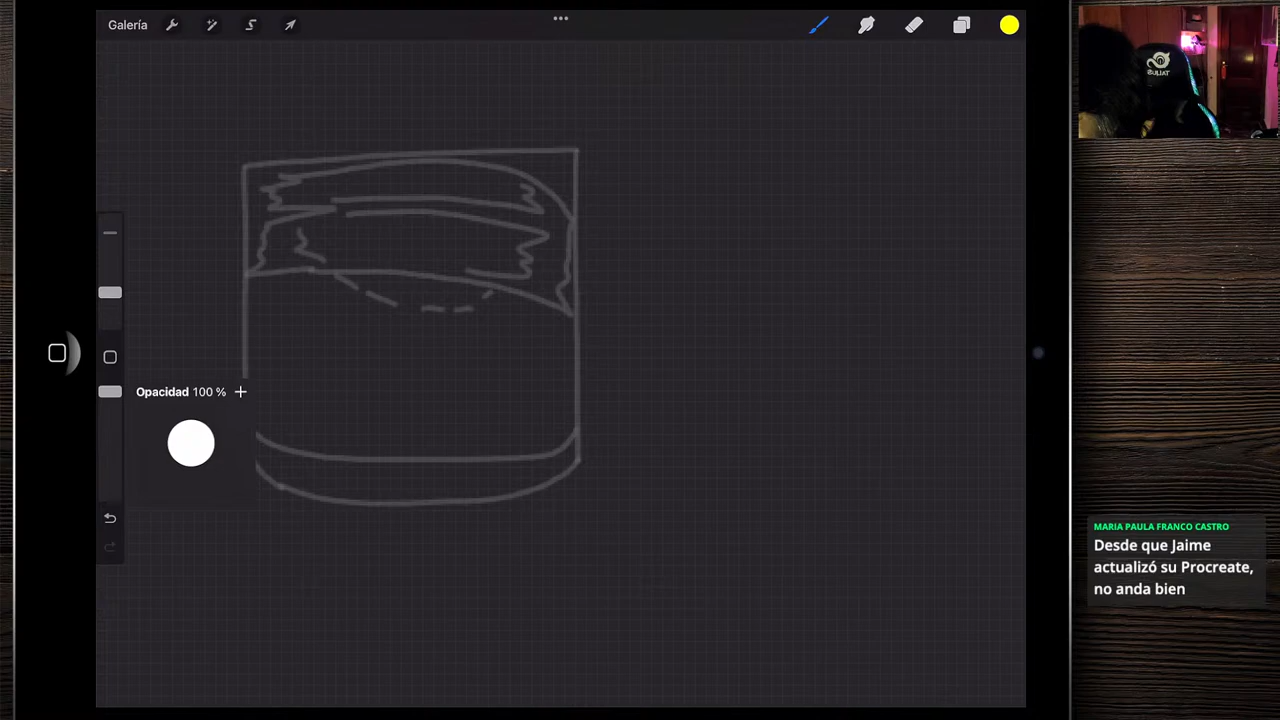 Galería
Opacidad 100 %
MARIA PAULA FRANCO CASTRO
Desde que Jaime
actualizó su Procreate,
no anda bien